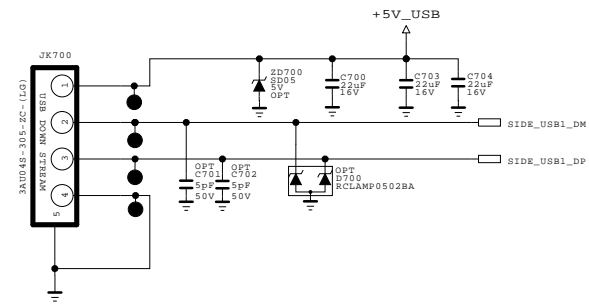 +5V_USB
JK700
3AU04S-305-ZC-(LG)
USB DOWN STREAM
1
2
3
4
5
ZD700
SD05
5V
OPT
C700
22uF
16V
C703
22uF
16V
C704
22uF
16V
SIDE_USB1_DM
SIDE_USB1_DP
OPT
C701
5pF
50V
OPT
C702
5pF
50V
OPT
D700
RCLAMP0502BA